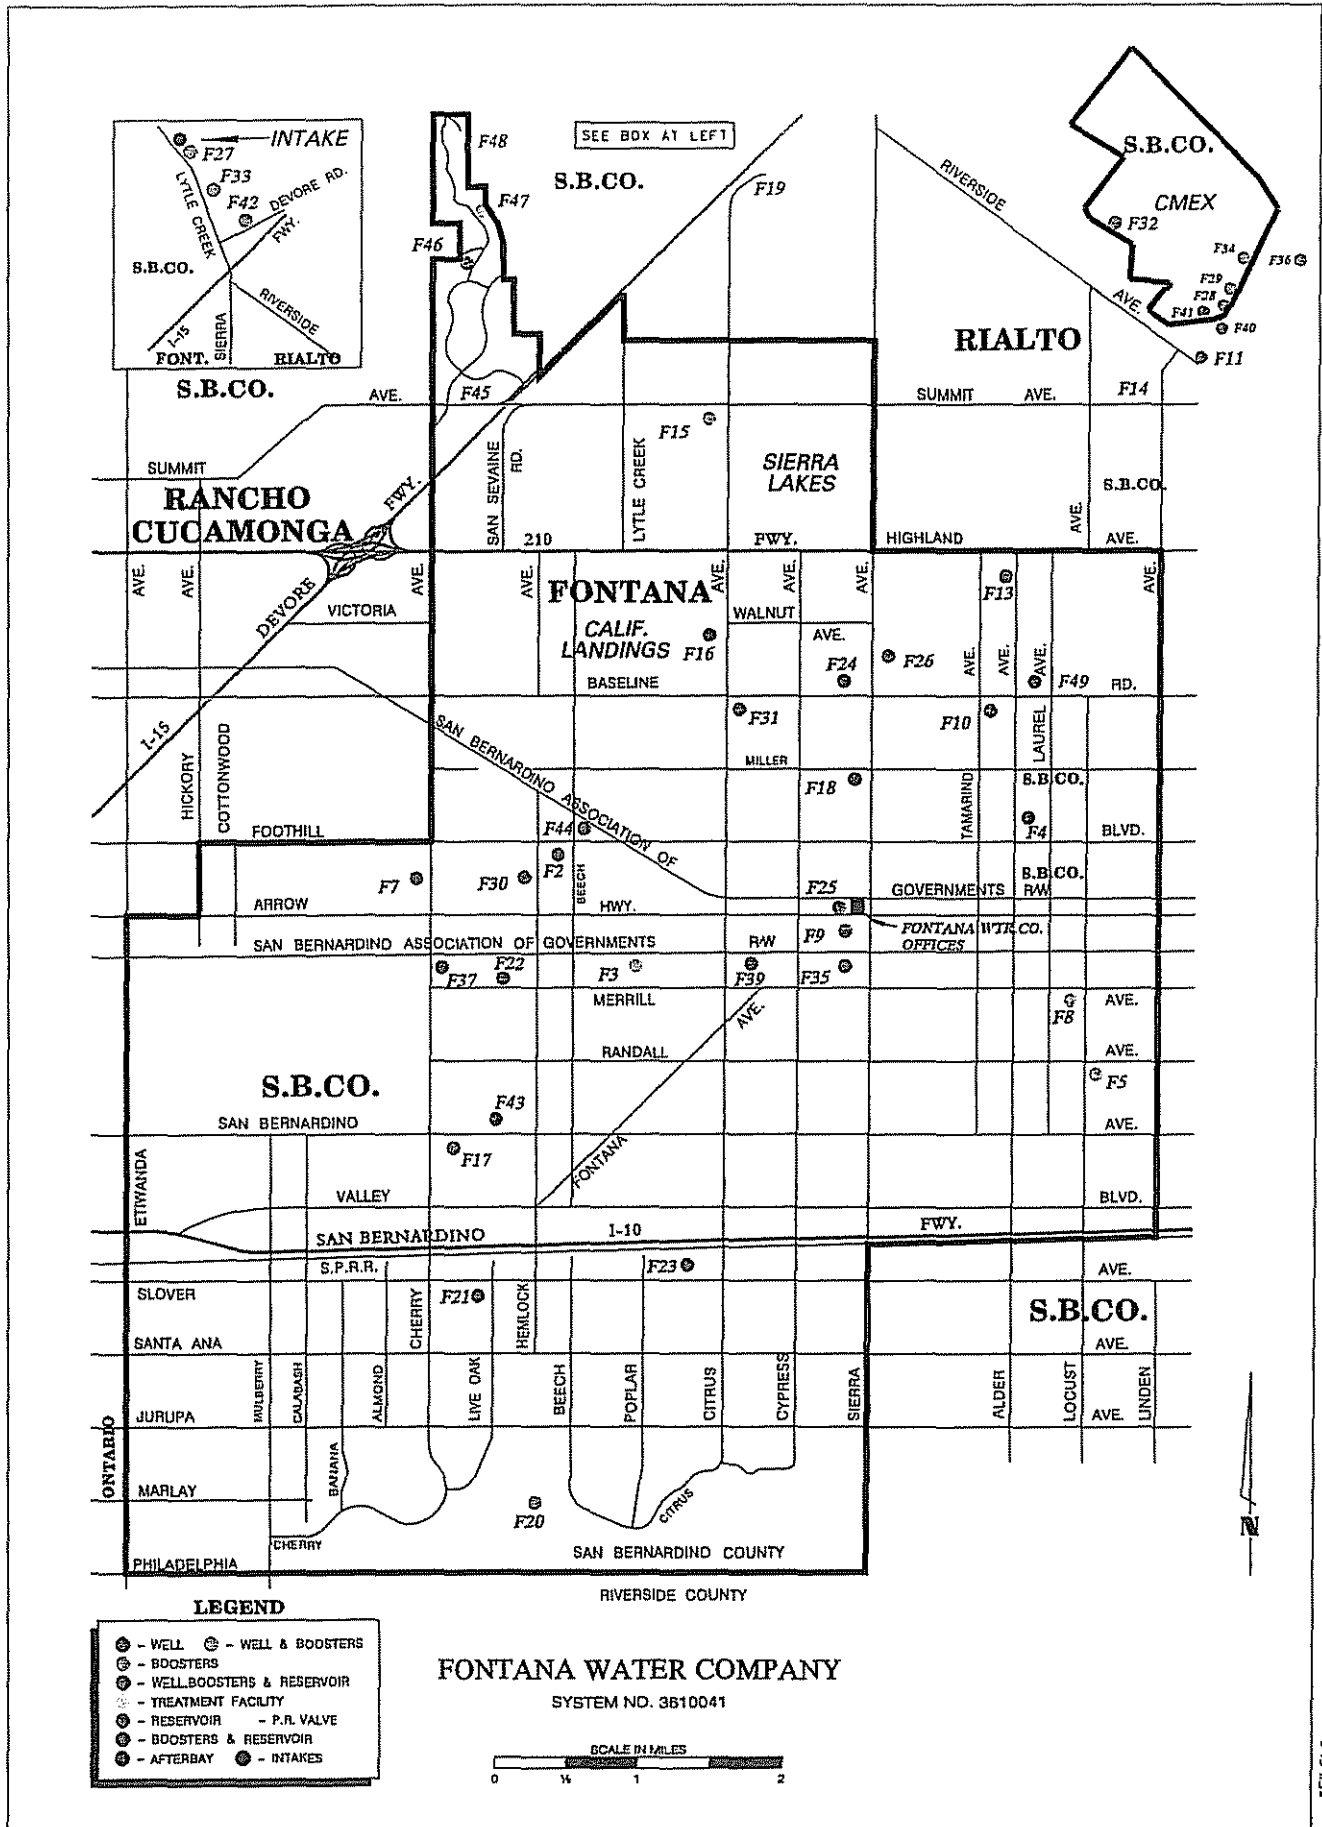 INTAKE
F27
F33
F42
DEVORE RD.
LYTLE CREEK
FWY.
S.B.CO.
RIVERSIDE
I-15
SIERRA
FONT.
RIALTO
F48
SEE BOX AT LEFT
S.B.CO.
F47
F46
F19
RIVERSIDE
AVE.
S.B.CO.
CMEX
F32
F34
F36
F29
F28
F41
F40
F11
RIALTO
S.B.CO.
AVE.
F45
SUMMIT
AVE.
F14
F15
SUMMIT
SAN SEVAINE
RD.
LYTLE CREEK
SIERRA
LAKES
S.B.CO.
AVE.
RANCHO
CUCAMONGA
FWY.
210
FWY.
HIGHLAND
AVE.
AVE.
AVE.
DEVORE
AVE.
AVE.
AVE.
AVE.
AVE.
AVE.
VICTORIA
FONTANA
WALNUT
AVE.
F13
CALIF.
LANDINGS
F16
F24
F26
AVE.
AVE.
AVE.
BASELINE
F49
RD.
I-15
SAN BERNARDINO ASSOCIATION OF
F31
F10
LAUREL
MILLER
HICKORY
COTTONWOOD
F18
TAMARIND
S.B.CO.
FOOTHILL
F44
F4
BLVD.
F7
F30
F2
BEECH
F25
GOVERNMENTS
S.B.CO.
R/W
ARROW
HWY.
SAN BERNARDINO ASSOCIATION OF GOVERNMENTS
R/W
F9
FONTANA WTR.CO.
OFFICES
F37
F22
F3
F39
F35
MERRILL
AVE.
F8
AVE.
RANDALL
AVE.
F5
S.B.CO.
F43
SAN BERNARDINO
AVE.
F17
FONTANA
ETIWANDA
VALLEY
BLVD.
SAN BERNARDINO
I-10
FWY.
S.P.R.R.
F23
AVE.
SLOVER
CHERRY
F21
HEMLOCK
S.B.CO.
SANTA ANA
AVE.
MULBERRY
CALABASH
ALMOND
LIVE OAK
BEECH
POPLAR
CITRUS
CYPRESS
SIERRA
ALDER
LOCUST
LINDEN
JURUPA
AVE.
ONTARIO
BANANA
MARLAY
F20
CITRUS
N
CHERRY
SAN BERNARDINO COUNTY
PHILADELPHIA
RIVERSIDE COUNTY
LEGEND
- WELL - WELL & BOOSTERS
- BOOSTERS
- WELL,BOOSTERS & RESERVOIR
- TREATMENT FACILITY
- RESERVOIR - P.R. VALVE
- BOOSTERS & RESERVOIR
- AFTERBAY - INTAKES
FONTANA WATER COMPANY
SYSTEM NO. 3610041
SCALE IN MILES
0 ½ 1 2